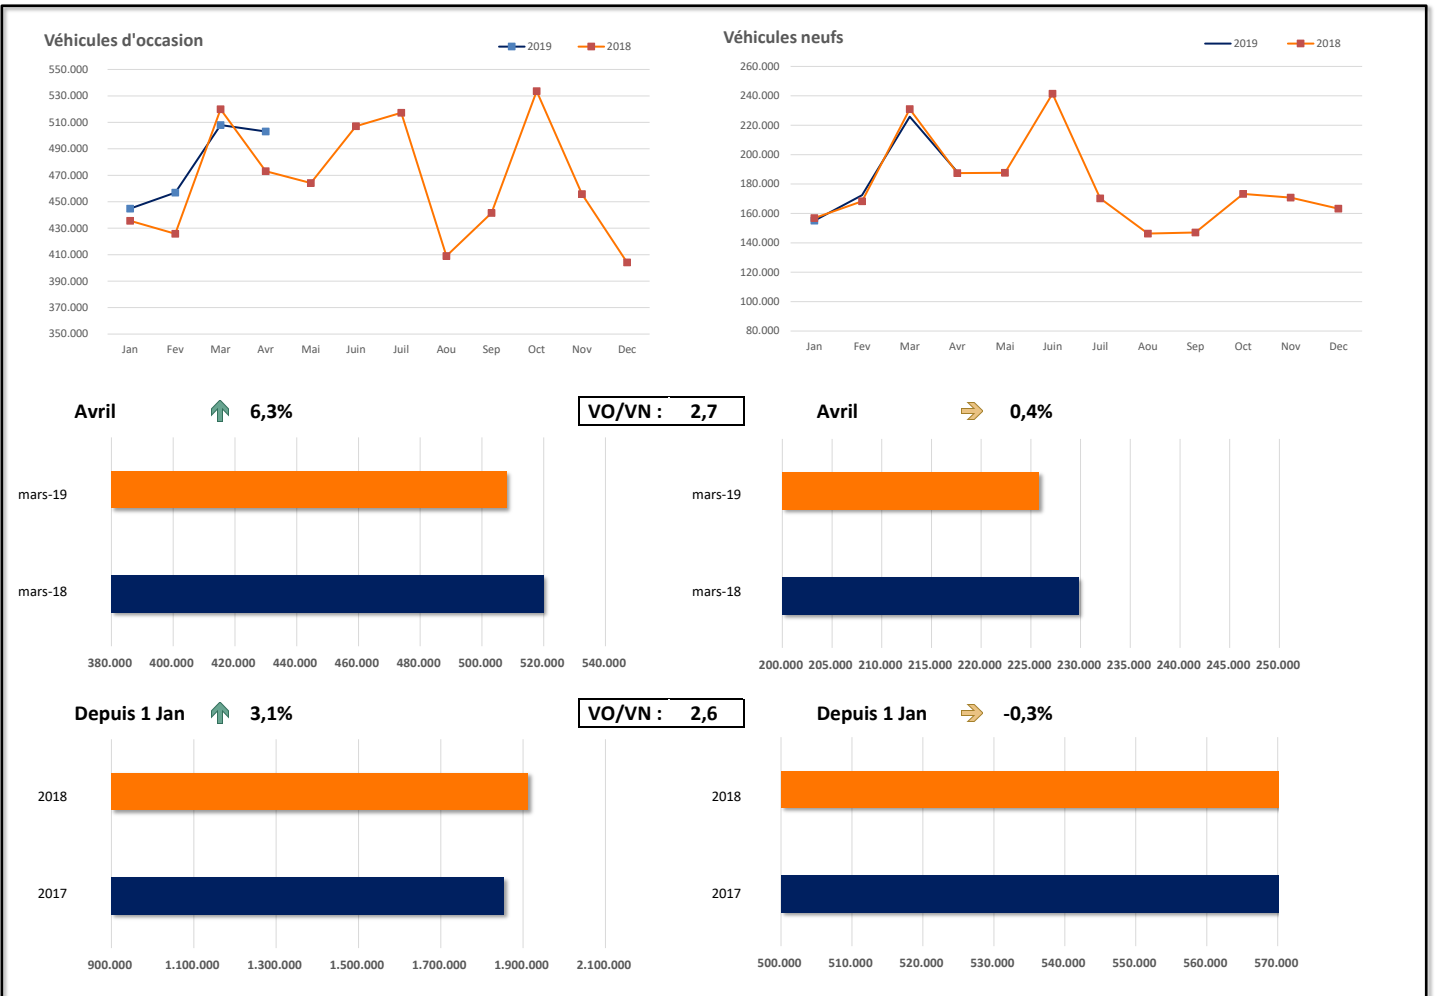 Véhicules d'occasion
2019 2018
550.000
530.000
510.000
490.000
470.000
450.000
430.000
410.000
390.000
370.000
350.000
Jan Fev Mar Avr Mai Juin Juil Aou Sep Oct Nov Dec
Véhicules neufs
2019 2018
260.000
240.000
220.000
200.000
180.000
160.000
140.000
120.000
100.000
80.000
Jan Fev Mar Avr Mai Juin Juil Aou Sep Oct Nov Dec
Avril 6,3%
VO/VN : 2,7
Avril 0,4%
mars-19
mars-18
380.000 400.000 420.000 440.000 460.000 480.000 500.000 520.000 540.000
mars-19
mars-18
200.000 205.000 210.000 215.000 220.000 225.000 230.000 235.000 240.000 245.000 250.000
Depuis 1 Jan 3,1%
VO/VN : 2,6
Depuis 1 Jan -0,3%
2018
2017
900.000 1.100.000 1.300.000 1.500.000 1.700.000 1.900.000 2.100.000
2018
2017
500.000 510.000 520.000 530.000 540.000 550.000 560.000 570.000